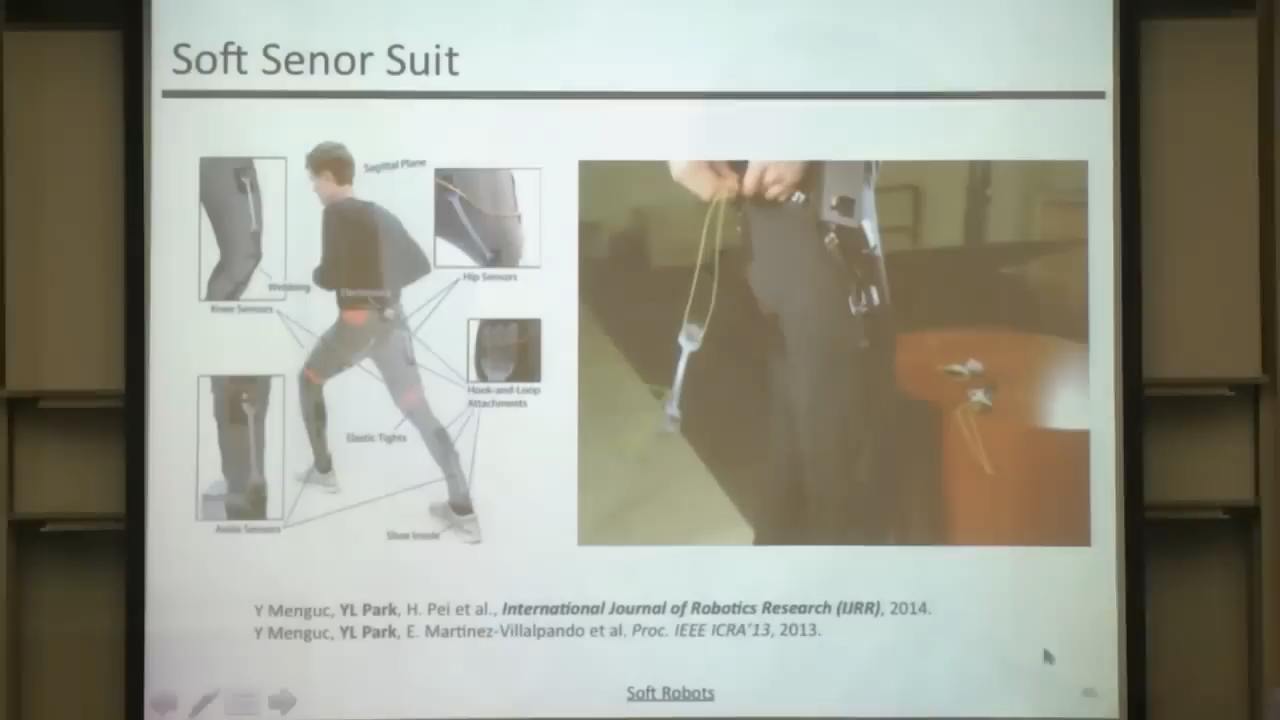 Soft Senor Suit
Sagittal Plane
Hip Sensors
Webbing
Knee Sensors
Electronics
Hook-and-Loop
Attachments
Elastic Tights
Ankle Sensors
Shoe Insole
Y Menguc, YL Park, H. Pei et al., International Journal of Robotics Research (IJRR), 2014.
Y Menguc, YL Park, E. Martinez-Villalpando et al. Proc. IEEE ICRA'13, 2013.
Soft Robots